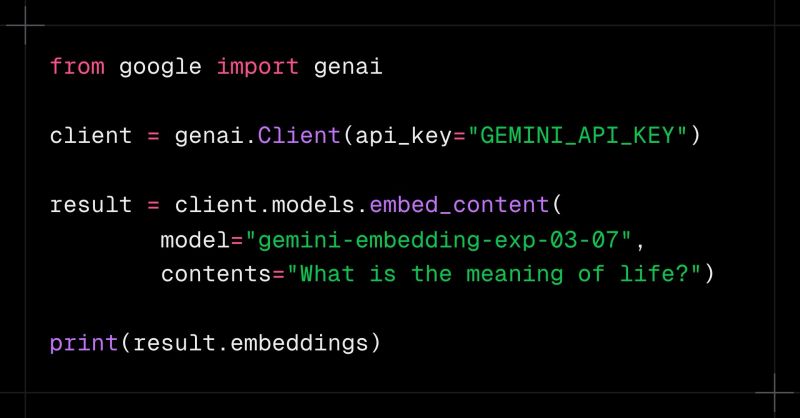 from google import genai
client = genai.Client(api_key="GEMINI_API_KEY")
result = client.models.embed_content(
        model="gemini-embedding-exp-03-07",
        contents="What is the meaning of life?")
print(result.embeddings)